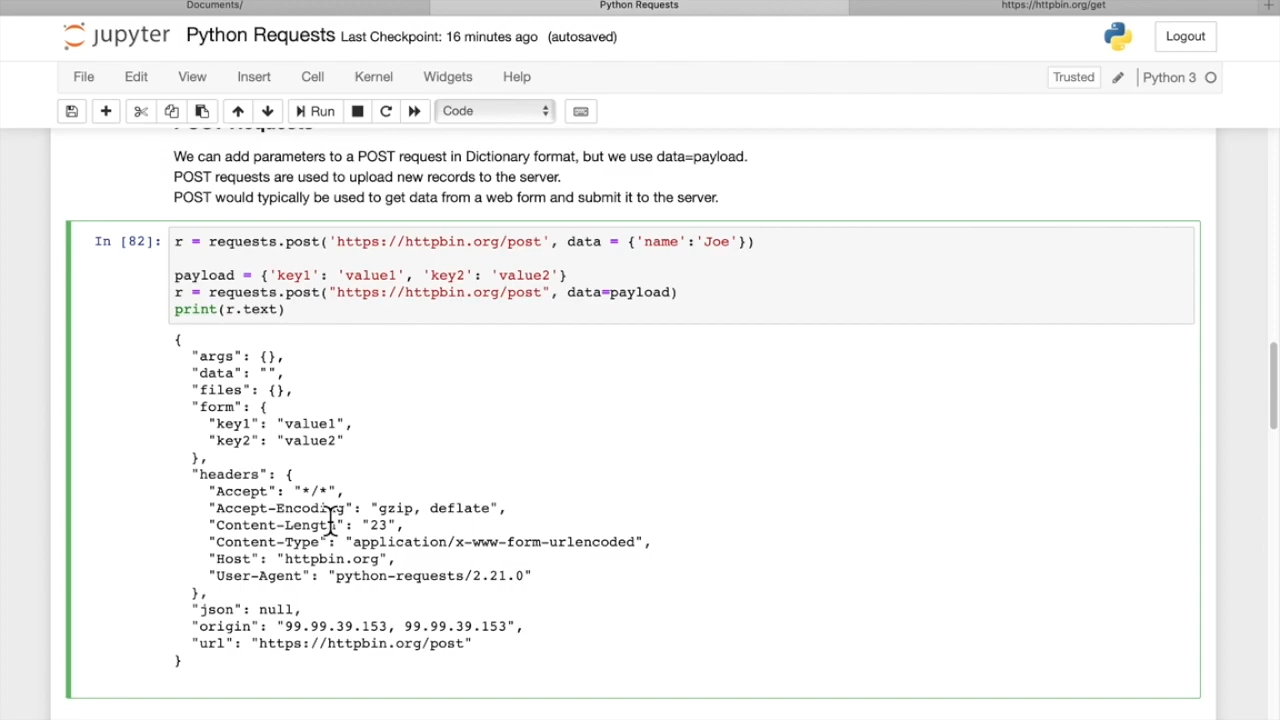 Documents/
Python Requests
https://httpbin.org/get
jupyter Python Requests Last Checkpoint: 16 minutes ago (autosaved)
Logout
File Edit View Insert Cell Kernel Widgets Help
Trusted Python 3
Run
Code
POST Requests
We can add parameters to a POST request in Dictionary format, but we use data=payload.
POST requests are used to upload new records to the server.
POST would typically be used to get data from a web form and submit it to the server.
In [82]: r = requests.post('https://httpbin.org/post', data = {'name':'Joe'})
payload = {'key1': 'value1', 'key2': 'value2'}
r = requests.post("https://httpbin.org/post", data=payload)
print(r.text)
{
"args": {},
"data": "",
"files": {},
"form": {
"key1": "value1",
"key2": "value2"
},
"headers": {
"Accept": "*/*",
"Accept-Encoding": "gzip, deflate",
"Content-Length": "23",
"Content-Type": "application/x-www-form-urlencoded",
"Host": "httpbin.org",
"User-Agent": "python-requests/2.21.0"
},
"json": null,
"origin": "99.99.39.153, 99.99.39.153",
"url": "https://httpbin.org/post"
}